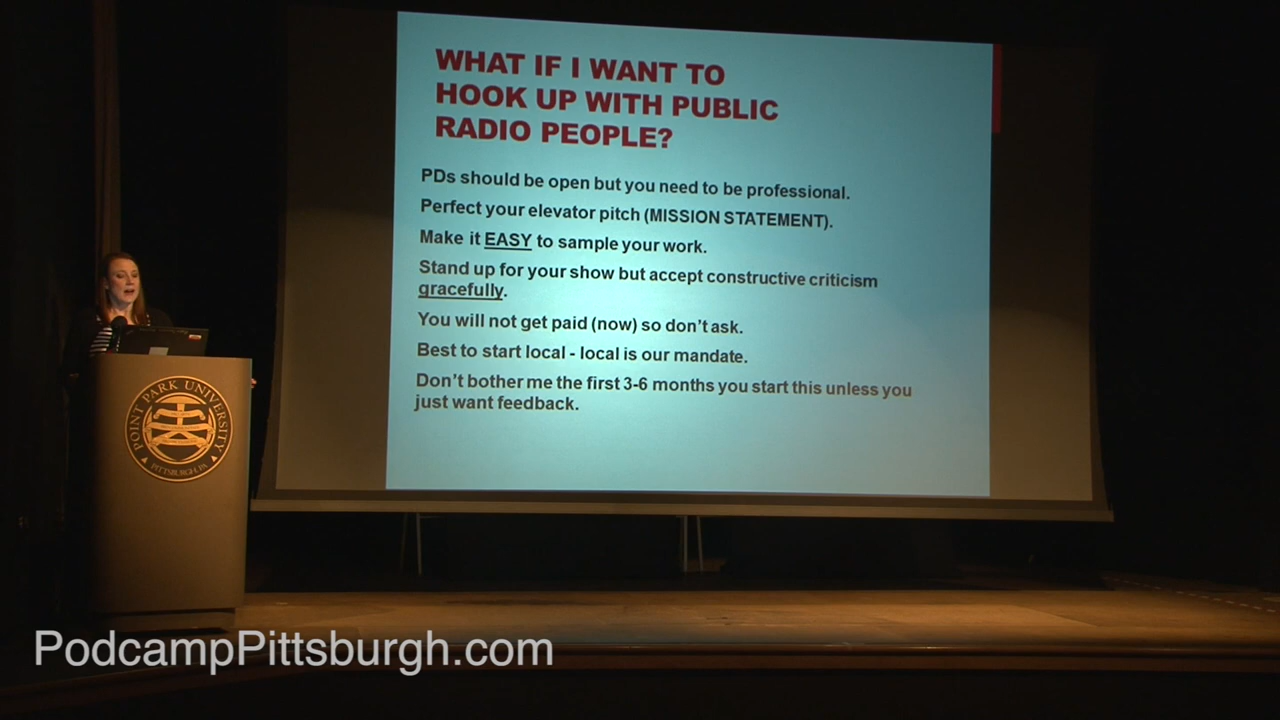 WHAT IF I WANT TO
HOOK UP WITH PUBLIC
RADIO PEOPLE?
PDs should be open but you need to be professional.
Perfect your elevator pitch (MISSION STATEMENT).
Make it EASY to sample your work.
Stand up for your show but accept constructive criticism
gracefully.
You will not get paid (now) so don't ask.
Best to start local - local is our mandate.
Don't bother me the first 3-6 months you start this unless you
just want feedback.
POINT PARK UNIVERSITY
PITTSBURGH, PA
PodcampPittsburgh.com